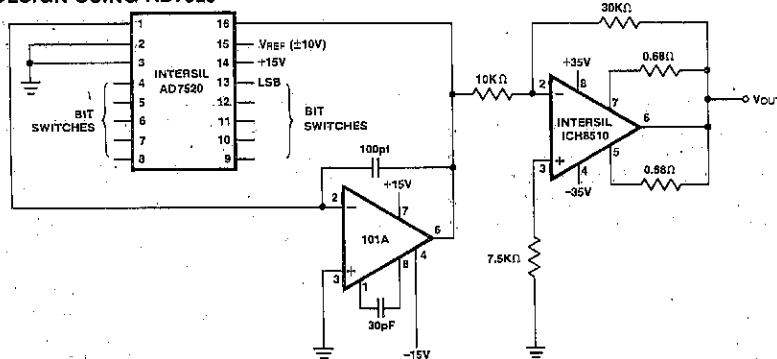 DESIGN USING AD7520
1
2
3
4
5
6
7
8
INTERSIL
AD7520
16
15
14
13
12
11
10
9
VREF (±10V)
+15V
LSB
BIT
SWITCHES
BIT
SWITCHES
100pf
+15V
2
7
101A
6
3
1
8
4
30pF
-15V
10KΩ
30KΩ
+35V
8
2
INTERSIL
ICH8510
7
0.68Ω
6
VOUT
5
0.68Ω
3
4
-35V
7.5KΩ